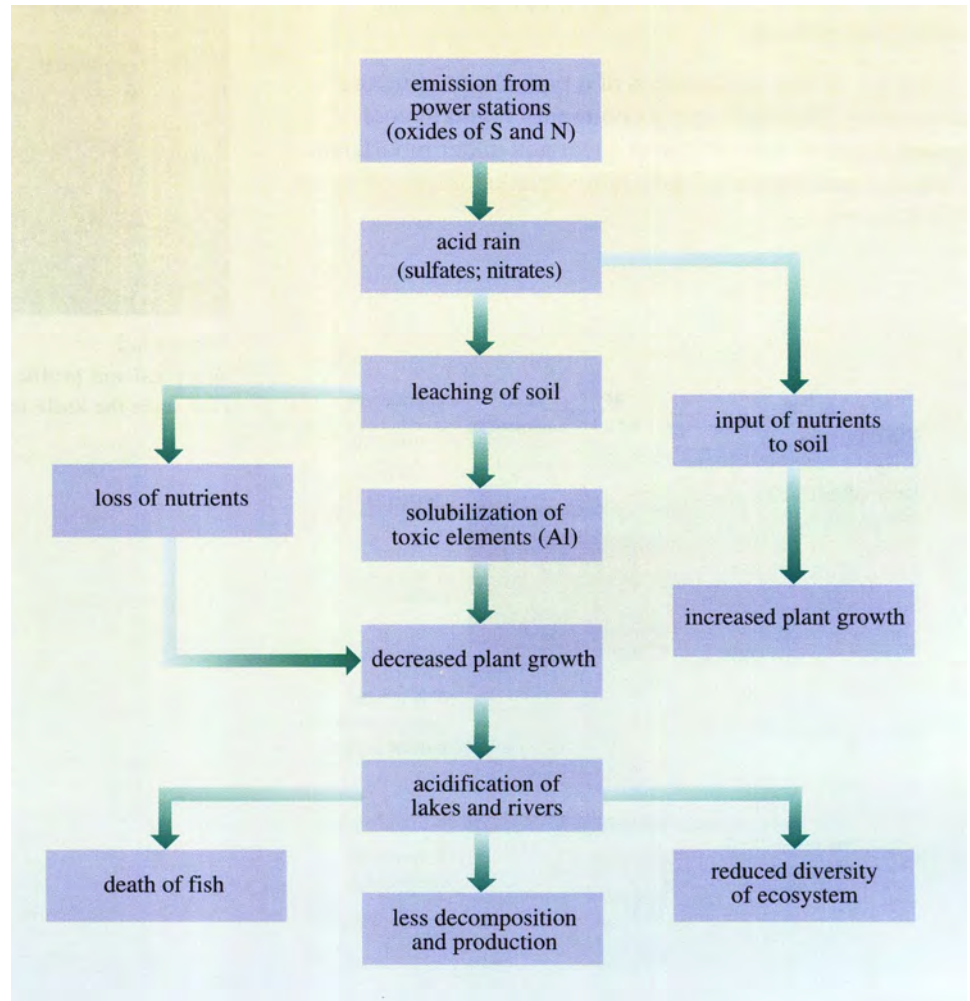 emission from
power stations
(oxides of S and N)
acid rain
(sulfates; nitrates)
leaching of soil
input of nutrients
to soil
loss of nutrients
solubilization of
toxic elements (Al)
increased plant growth
decreased plant growth
acidification of
lakes and rivers
death of fish
reduced diversity
of ecosystem
less decomposition
and production